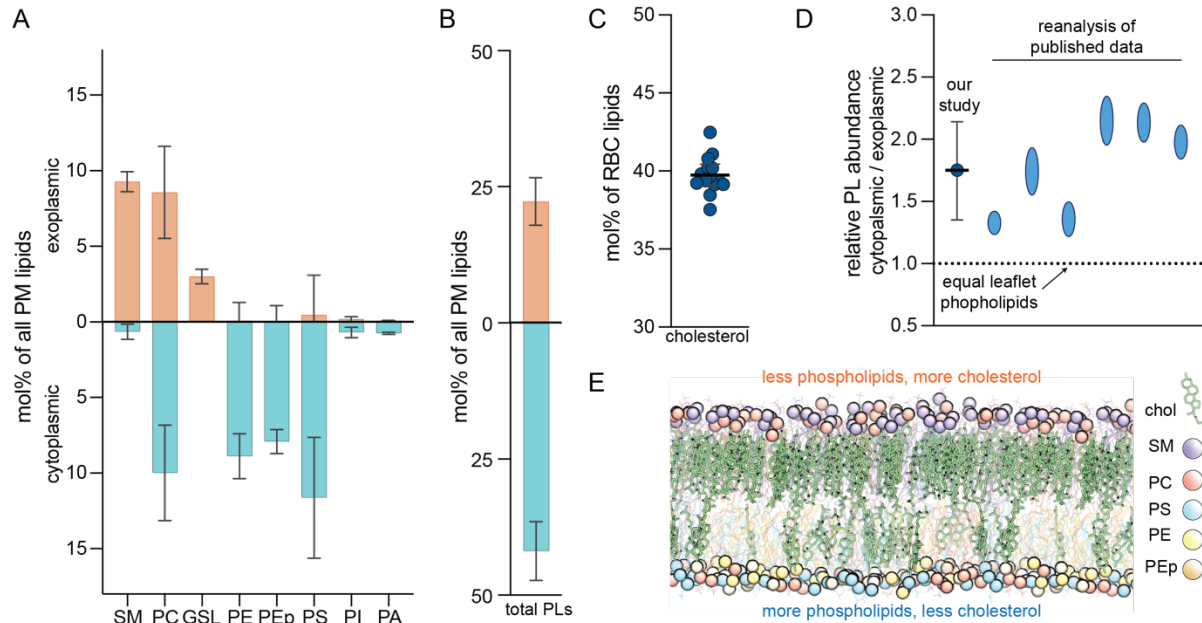 A
mol% of all PM lipids
exoplasmic
cytoplasmic
15
10
5
0
5
10
15
SM PC GSL PE PEp PS PI PA
B
mol% of all PM lipids
50
25
0
25
50
total PLs
C
mol% of RBC lipids
50
45
40
35
30
cholesterol
D
relative PL abundance
cytopalsmic / exoplasmic
3.0
2.5
2.0
1.5
1.0
0.5
reanalysis of
published data
our
study
equal leaflet
phopholipids
E
less phospholipids, more cholesterol
more phospholipids, less cholesterol
chol
SM
PC
PS
PE
PEp